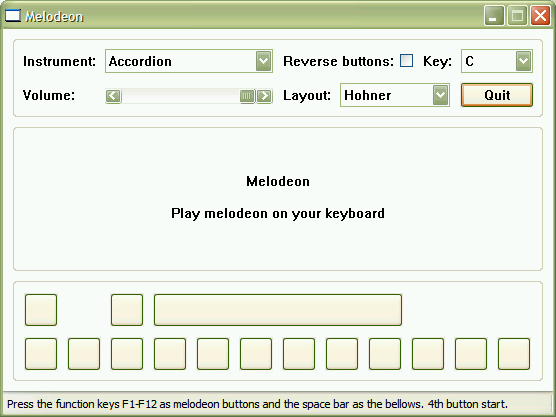 Melodeon
Instrument: Accordion Reverse buttons: Key: C
Volume: Layout: Hohner Quit
Melodeon
Play melodeon on your keyboard
Press the function keys F1-F12 as melodeon buttons and the space bar as the bellows. 4th button start.